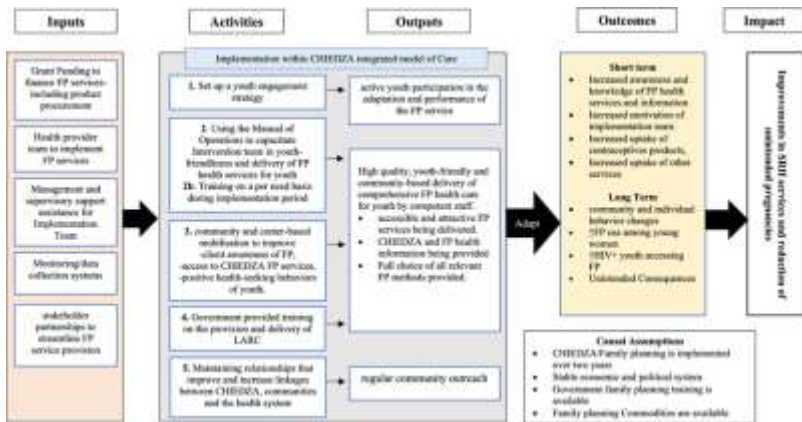 Inputs
Grant Funding to
finance FP services-
including product
procurement
Health provider
team to implement
FP services
Management and
supervisory support
assistance for
Implementation
Team
Monitoring/data
collection systems
stakeholder
partnerships to
streamline FP
service provision
Activities
Outputs
Implementation within CHIEDZA integrated model of Care
1. Set up a youth engagement
strategy
2. Using the Manual of
Operations to capacitate
Intervention team in youth-
friendliness and delivery of FP
health services for youth
2b: Training on a per need basis
during implementation period
3. community and center-based
mobilisation to improve
-client awareness of FP,
-access to CHIEDZA FP services,
-positive health-seeking behaviors
of youth.
4. Government provided training
on the provision and delivery of
LARC
5. Maintaining relationships that
improve and increase linkages
between CHIEDZA, communities
and the health system
active youth participation in the
adaptation and performance of
the FP service
High quality, youth-friendly and
community-based delivery of
comprehensive FP health care
for youth by competent staff.
• accessible and attractive FP
services being delivered.
• CHIEDZA and FP health
information being provided
• Full choice of all relevant
FP methods provided.
regular community outreach
Adapt
Outcomes
Short term
• Increased awareness and
knowledge of FP health
services and information
• Increased motivation of
implementation team
• Increased uptake of
contraceptives products,
• Increased uptake of other
services
Long Term
• community and individual
behavior changes
• FP use among young
women
• HIV+ youth accessing
FP
• Unintended Consequences
Impact
Improvements in SRH services and reduction of
unintended pregnancies
Causal Assumptions
• CHIEDZA/Family planning is implemented
over two years
• Stable economic and political system
• Government family planning training is
available
• Family planning Commodities are available